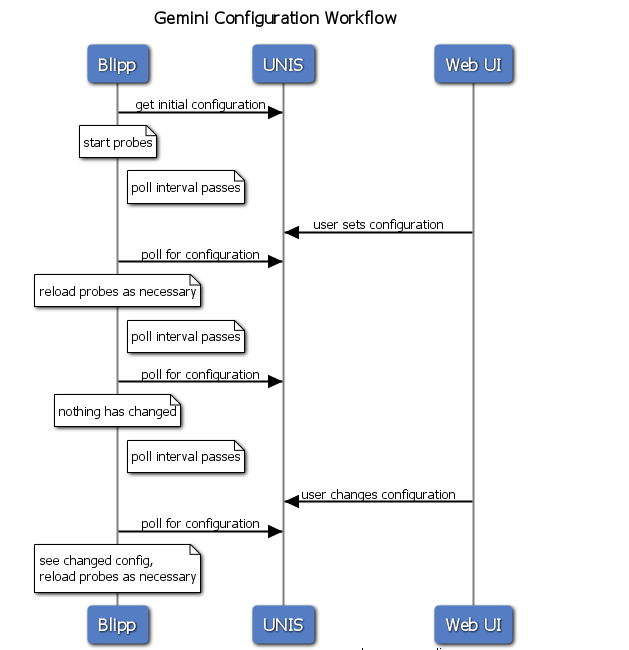 Gemini Configuration Workflow
Blipp
UNIS
Web UI
get initial configuration
start probes
poll interval passes
user sets configuration
poll for configuration
reload probes as necessary
poll interval passes
poll for configuration
nothing has changed
poll interval passes
user changes configuration
poll for configuration
see changed config,
reload probes as necessary
Blipp
UNIS
Web UI